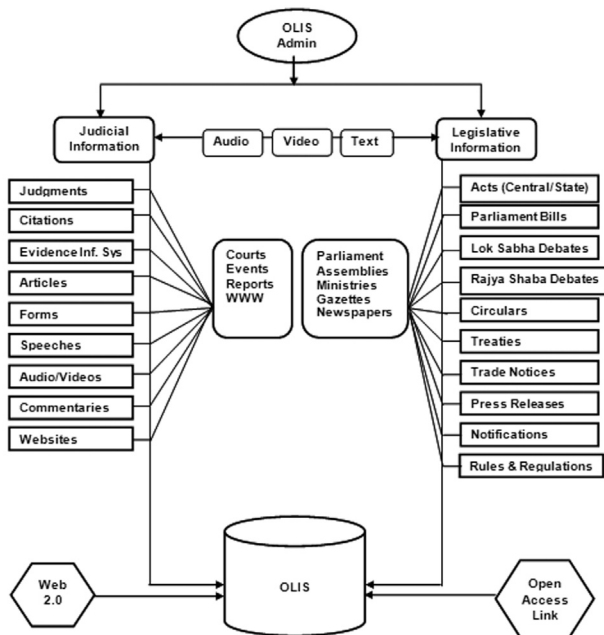 OLIS
Admin
Judicial
Information
Audio
Video
Text
Legislative
Information
Judgments
Citations
Evidence Inf. Sys
Articles
Forms
Speeches
Audio/Videos
Commentaries
Websites
Courts
Events
Reports
WWW
Parliament
Assemblies
Ministries
Gazettes
Newspapers
Acts (Central/State)
Parliament Bills
Lok Sabha Debates
Rajya Shaba Debates
Circulars
Treaties
Trade Notices
Press Releases
Notifications
Rules & Regulations
Web
2.0
OLIS
Open
Access
Link